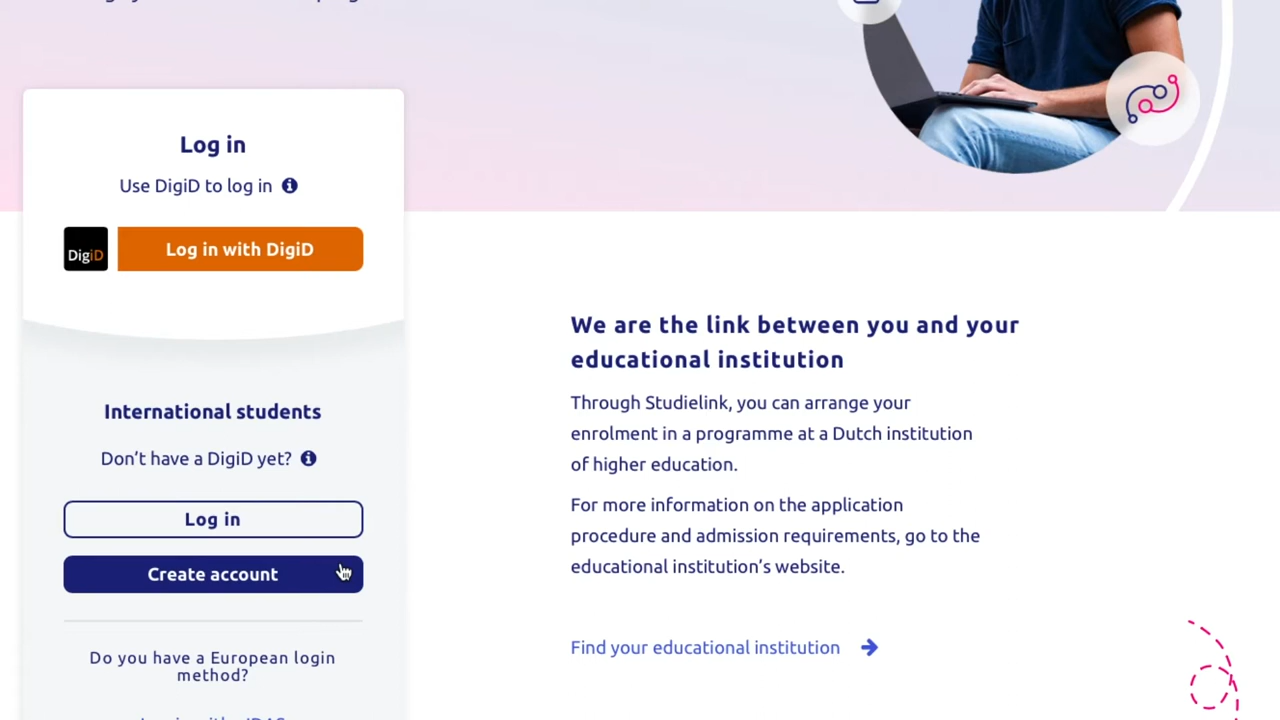 Log in
Use DigiD to log in
DigiD
Log in with DigiD
International students
Don't have a DigiD yet?
Log in
Create account
Do you have a European login
method?
We are the link between you and your
educational institution
Through Studielink, you can arrange your
enrolment in a programme at a Dutch institution
of higher education.
For more information on the application
procedure and admission requirements, go to the
educational institution's website.
Find your educational institution